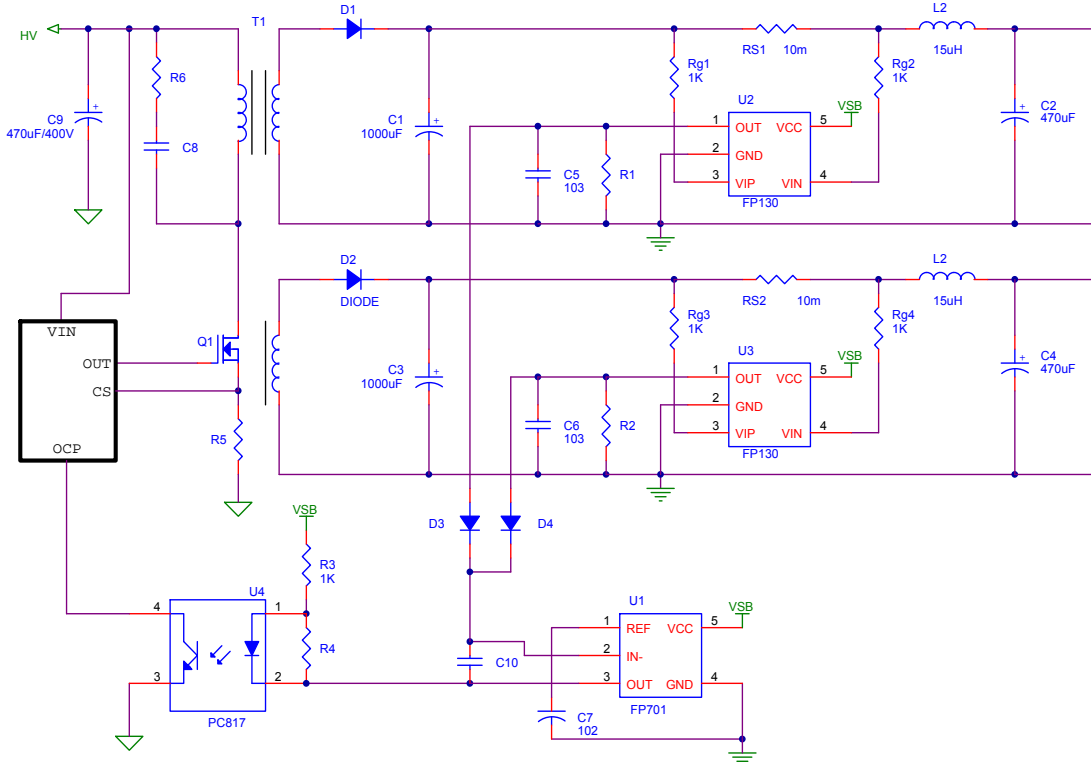 D1
T1
L2
HV
RS1 10m
15uH
R6
Rg1
1K
Rg2
1K
C9
470uF/400V
+
C1
1000uF
+
U2
VSB
C2
470uF
+
C8
1 OUT VCC 5
2 GND
3 VIP VIN 4
FP130
C5
103
R1
D2
DIODE
L2
RS2 10m
15uH
VIN
OUT
CS
OCP
Q1
Rg3
1K
Rg4
1K
C3
1000uF
+
U3
VSB
C4
470uF
+
1 OUT VCC 5
2 GND
3 VIP VIN 4
FP130
R5
C6
103
R2
VSB
D3
D4
R3
1K
U4
4 1
3 2
PC817
R4
U1
VSB
1 REF VCC 5
2 IN-
3 OUT GND 4
FP701
C10
C7
102